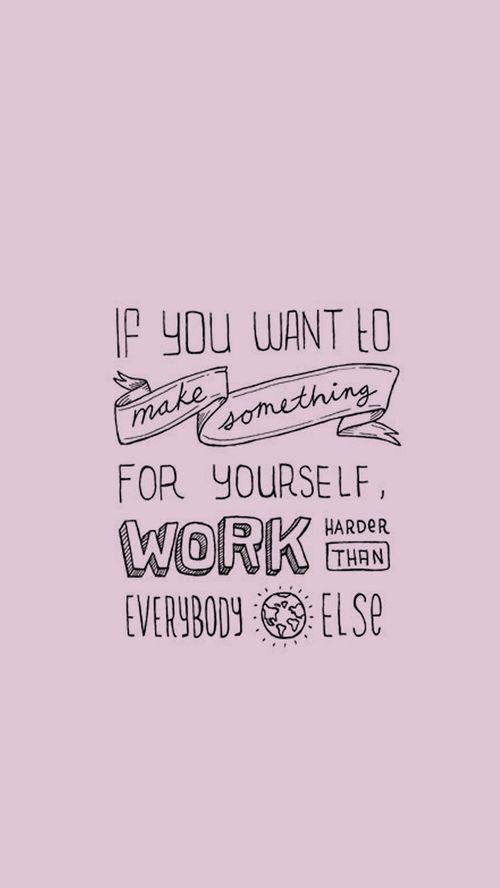 IF YOU WANT to
make something
FOR YOURSELF,
WORK HARDER THAN
EVERYBODY ELSE